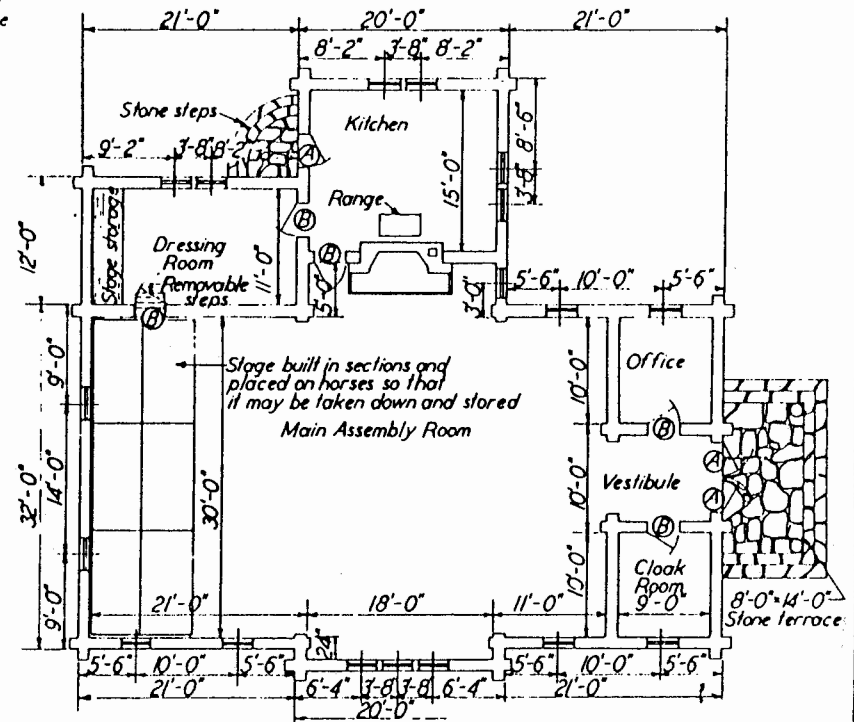 21'-0" 20'-0" 21'-0"
8'-2" 3'-8" 8'-2"
Stone steps
Kitchen
8'-6"
9'-2" 3'-8" 8'-2"
A
3'-8"
15'-0"
Range
B
12'-0"
Stage storage
Dressing
Room
Removable
steps
11'-0"
B
B
5'-0"
3'-0"
5'-6" 10'-0" 5'-6"
9'-0"
Stage built in sections and
placed on horses so that
it may be taken down and stored
Main Assembly Room
Office
10'-0"
B
A
32'-0"
14'-0"
30'-0"
Vestibule
10'-0"
A
B
Cloak
Room
10'-0"
9'-0"
21'-0" 18'-0" 11'-0" 9'-0"
8'-0"×14'-0"
Stone terrace
24"
5'-6" 10'-0" 5'-6" 5'-6" 10'-0" 5'-6"
21'-0" 6'-4" 3'-8 3'-8 6'-4" 21'-0"
20'-0"